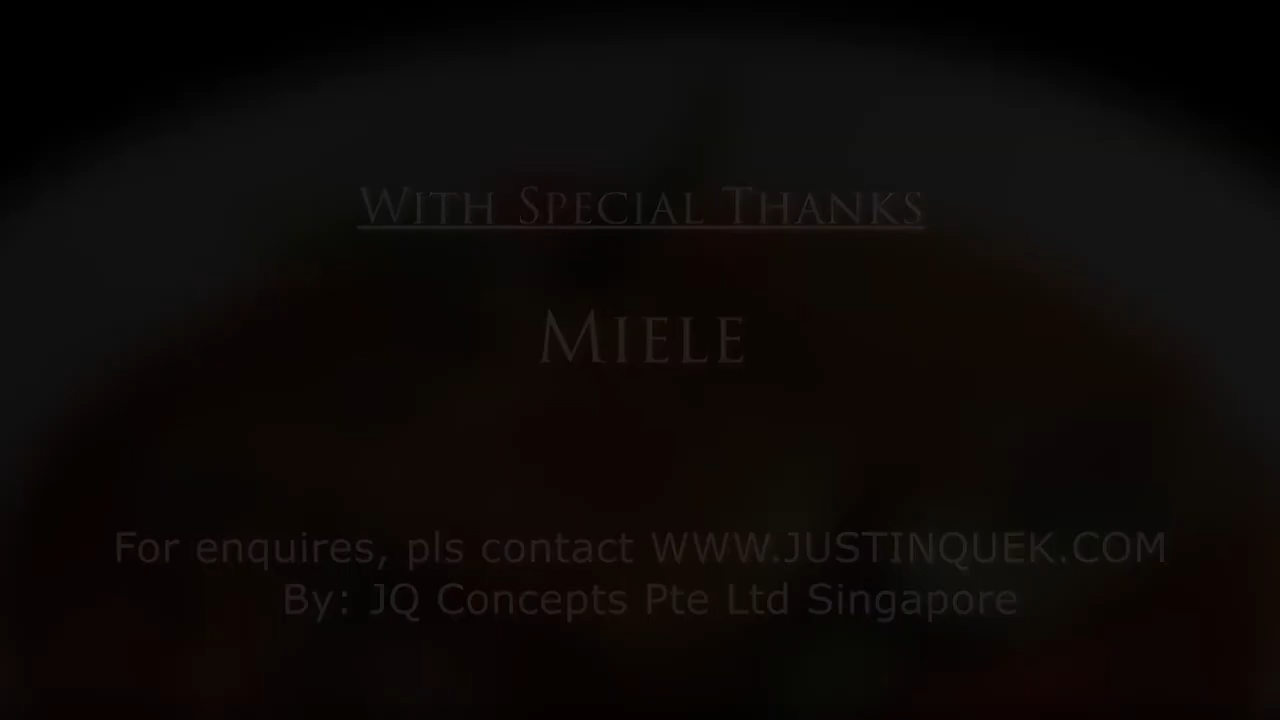 With Special Thanks
Miele
For enquires, pls contact WWW.JUSTINQUEK.COM
By: JQ Concepts Pte Ltd Singapore